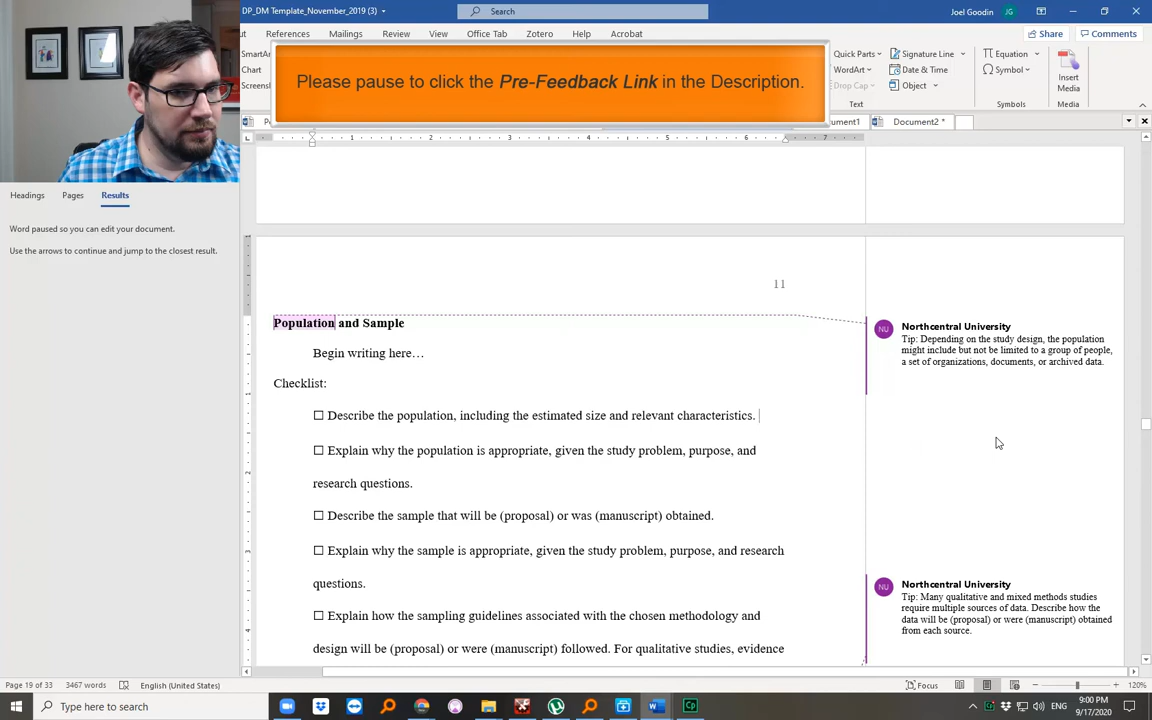 DP_DM Template_November_2019 (3)
Search
Joel Goodin
JG
References
Mailings
Review
View
Office Tab
Zotero
Help
Acrobat
Share
Comments
SmartAr
Chart
Screensh
Please pause to click the Pre-Feedback Link in the Description.
Quick Parts
WordArt
Drop Cap
Signature Line
Date & Time
Object
Text
Equation
Symbol
Symbols
Insert
Media
Media
ument1
Document2 *
Headings
Pages
Results
Word paused so you can edit your document.
Use the arrows to continue and jump to the closest result.
11
Population and Sample
Begin writing here…
Checklist:
☐ Describe the population, including the estimated size and relevant characteristics.
☐ Explain why the population is appropriate, given the study problem, purpose, and
research questions.
☐ Describe the sample that will be (proposal) or was (manuscript) obtained.
☐ Explain why the sample is appropriate, given the study problem, purpose, and research
questions.
☐ Explain how the sampling guidelines associated with the chosen methodology and
design will be (proposal) or were (manuscript) followed. For qualitative studies, evidence
NU
Northcentral University
Tip: Depending on the study design, the population
might include but not be limited to a group of people,
a set of organizations, documents, or archived data.
NU
Northcentral University
Tip: Many qualitative and mixed methods studies
require multiple sources of data. Describe how the
data will be (proposal) or were (manuscript) obtained
from each source.
Page 19 of 33
3467 words
English (United States)
Focus
120%
Type here to search
ENG
9:00 PM
9/17/2020